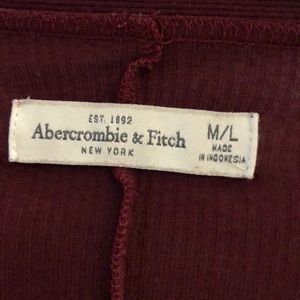 EST. 1892
Abercrombie & Fitch
NEW YORK
M/L
MADE
IN INDONESIA